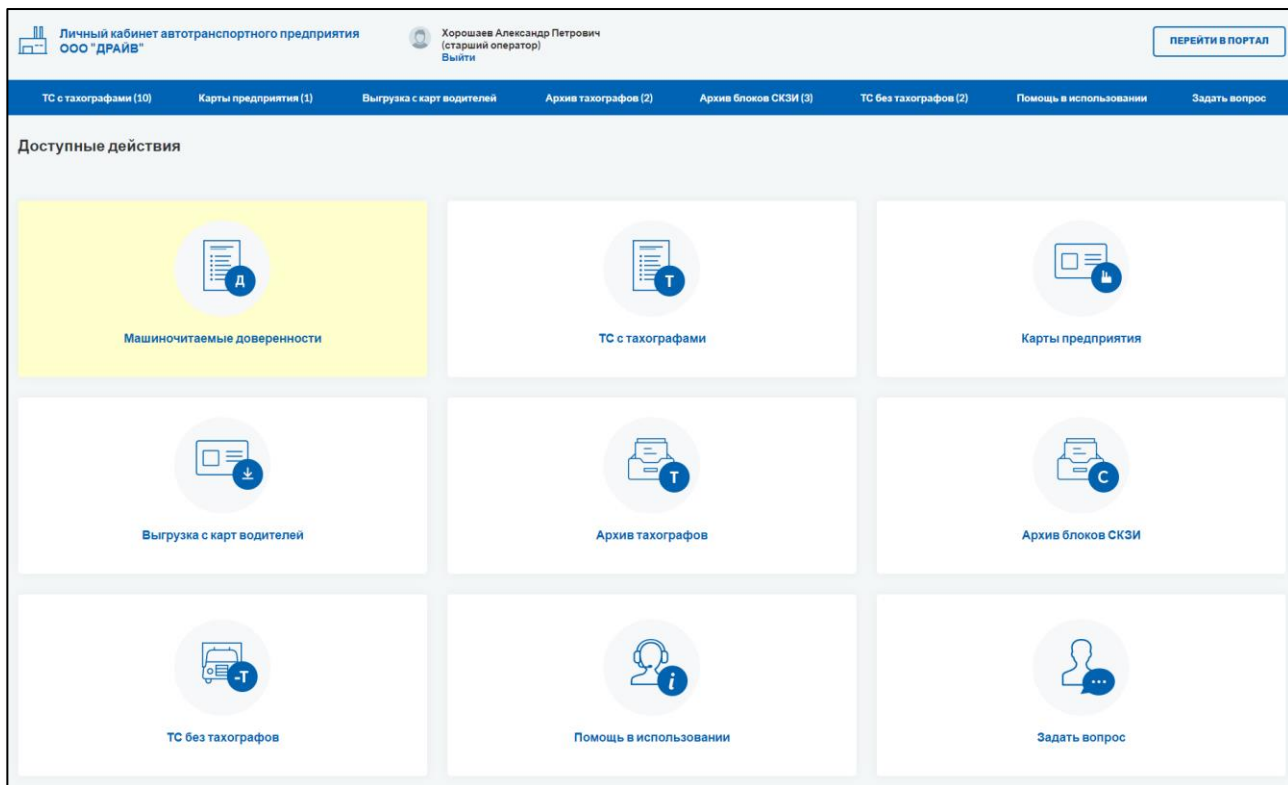 Личный кабинет автотранспортного предприятия
ООО "ДРАЙВ"
Хорошаев Александр Петрович
(старший оператор)
Выйти
ПЕРЕЙТИ В ПОРТАЛ
ТС с тахографами (10) Карты предприятия (1) Выгрузка с карт водителей Архив тахографов (2) Архив блоков СКЗИ (3) ТС без тахографов (2) Помощь в использовании Задать вопрос
Доступные действия
Д
Т
Машиночитаемые доверенности
ТС с тахографами
Карты предприятия
Т
С
Выгрузка с карт водителей
Архив тахографов
Архив блоков СКЗИ
-Т
i
ТС без тахографов
Помощь в использовании
Задать вопрос